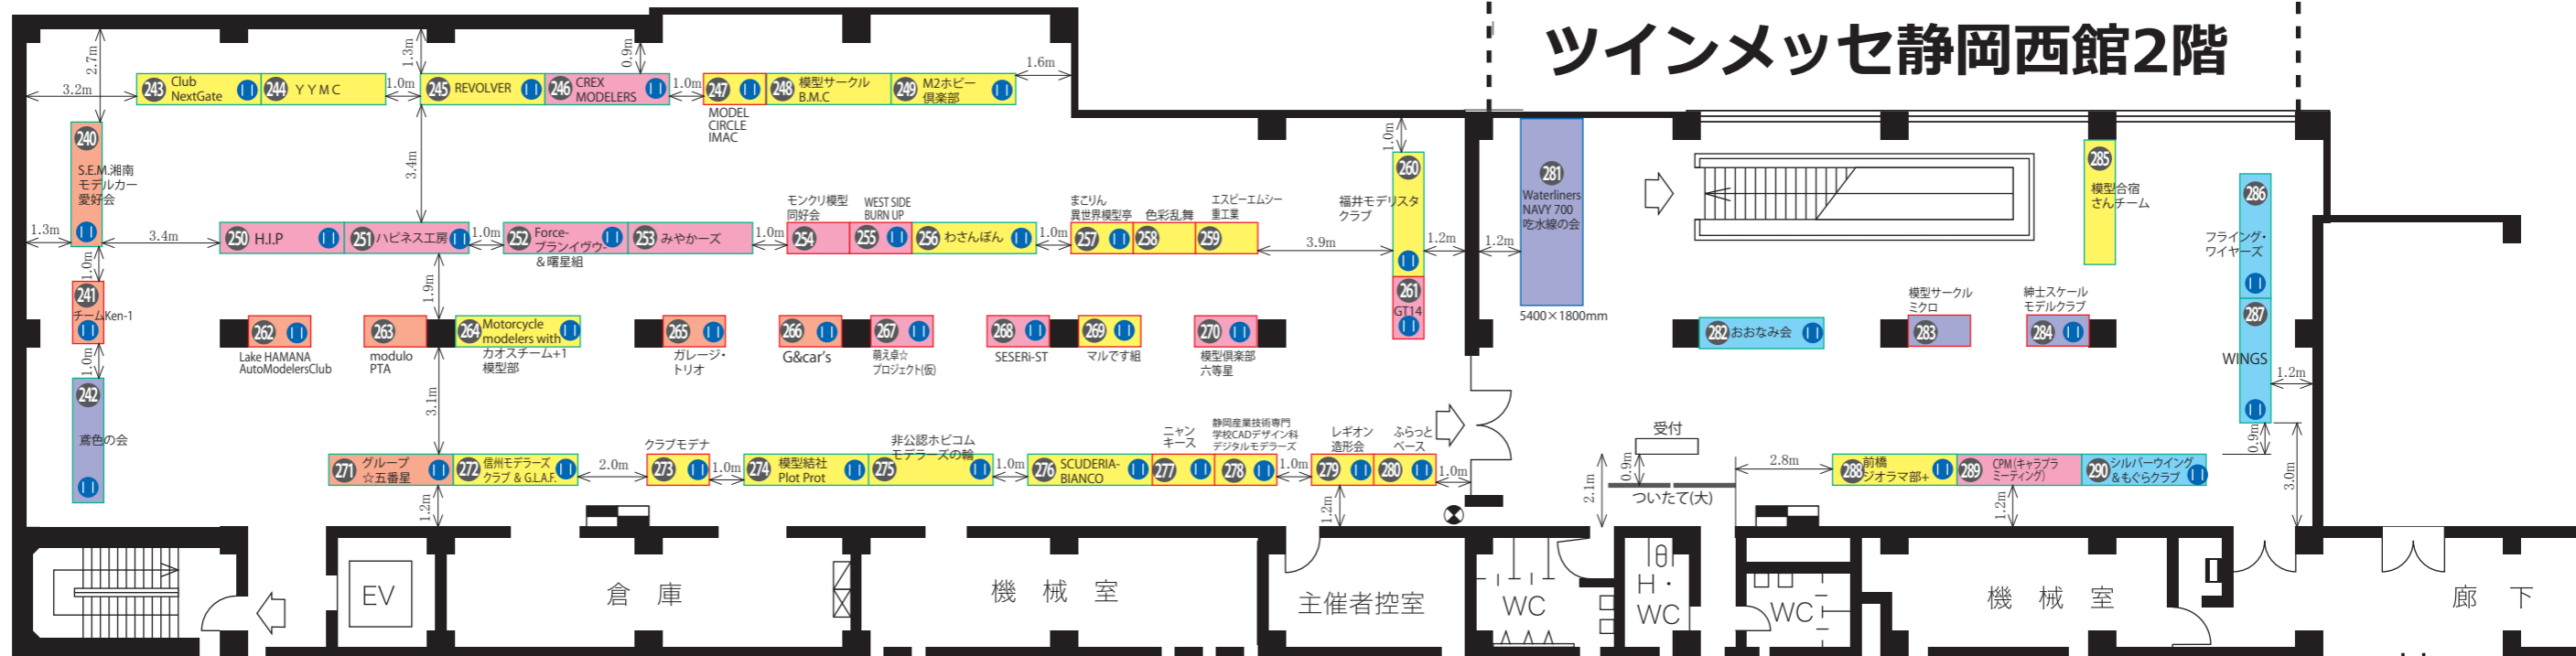 ツインメッセ静岡西館2階
2.7m
1.3m
0.9m
1.6m
3.2m
243 Club
NextGate
244 YYMC
1.0m
245 REVOLVER
246 CREX
MODELERS
1.0m
247
MODEL
CIRCLE
IMAC
248 模型サークル
B.M.C
249 M2ホビー
倶楽部
240
S.E.M.湘南
モデルカー
愛好会
3.4m
1.0m
260
福井モデリスタ
クラブ
281
Waterliners
NAVY 700
吃水線の会
5400×1800mm
285
模型合宿
さんチーム
286
フライング・
ワイヤーズ
1.3m
3.4m
250 H.I.P
251 ハピネス工房
1.0m
252 Force-
ブランイヴウ-
&曙星組
253 みやかーズ
1.0m
モンクリ模型
同好会
254
WEST SIDE
BURN UP
255
256 わさんぼん
1.0m
まこりん
異世界模型亭
257
色彩乱舞
258
エスピーエムシー
重工業
259
3.9m
1.2m
1.2m
1.0m
241
チームKen-1
1.9m
261
GT14
262
Lake HAMANA
AutoModelersClub
263
modulo
PTA
264 Motorcycle
modelers with
カオスチーム+1
模型部
265
ガレージ・
トリオ
266
G&car's
267
萌え卓☆
プロジェクト(仮)
268
SESERi-ST
269
マルです組
270
模型倶楽部
六等星
282 おおなみ会
模型サークル
ミクロ
283
紳士スケール
モデルクラブ
284
287
WINGS
1.2m
1.0m
242
鳶色の会
3.1m
271 グループ
☆五番星
272 信州モデラーズ
クラブ & G.L.A.F.
2.0m
クラブモデナ
273
1.0m
274 模型結社
Plot Prot
非公認ホビコム
モデラーズの輪
275
1.0m
276 SCUDERIA-
BIANCO
ニャン
キース
277
静岡産業技術専門
学校CADデザイン科
デジタルモデラーズ
278
1.0m
レギオン
造形会
279
ふらっと
ベース
280
1.0m
受付
0.9m
2.1m
ついたて(大)
2.8m
288 前橋
ジオラマ部+
289 CPM(キャラプラ
ミーティング)
290 シルバーウイング
&もぐらクラブ
0.9m
3.0m
1.2m
1.2m
1.2m
EV
倉庫
機械室
主催者控室
WC
H・
WC
WC
機械室
廊下